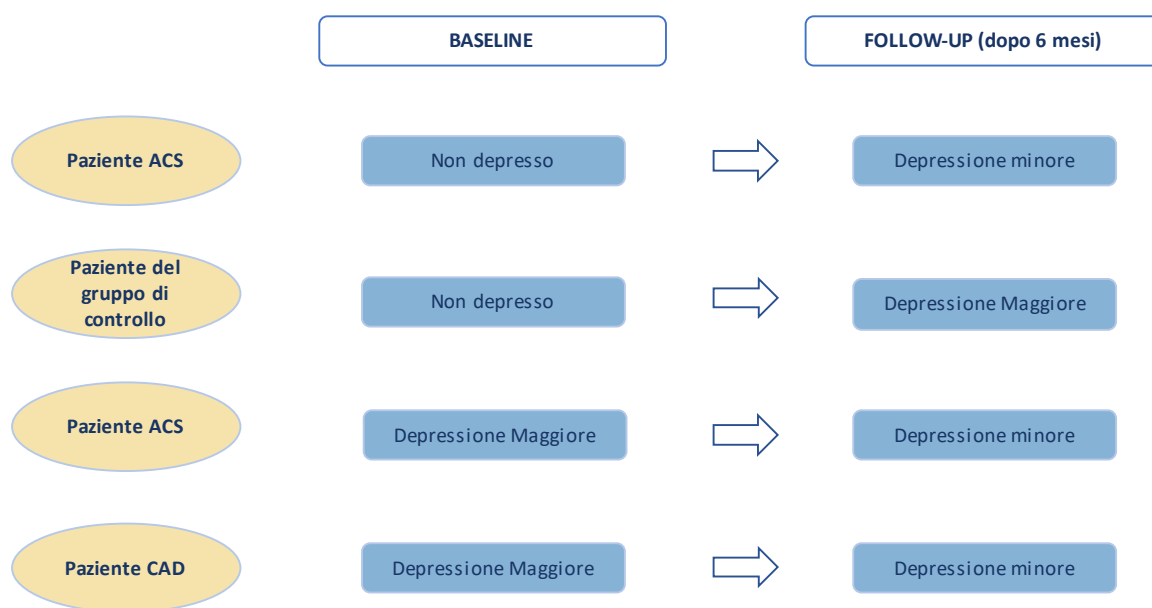 BASELINE
FOLLOW-UP (dopo 6 mesi)
Paziente ACS
Non depresso
Depressione minore
Paziente del
gruppo di
controllo
Non depresso
Depressione Maggiore
Paziente ACS
Depressione Maggiore
Depressione minore
Paziente CAD
Depressione Maggiore
Depressione minore